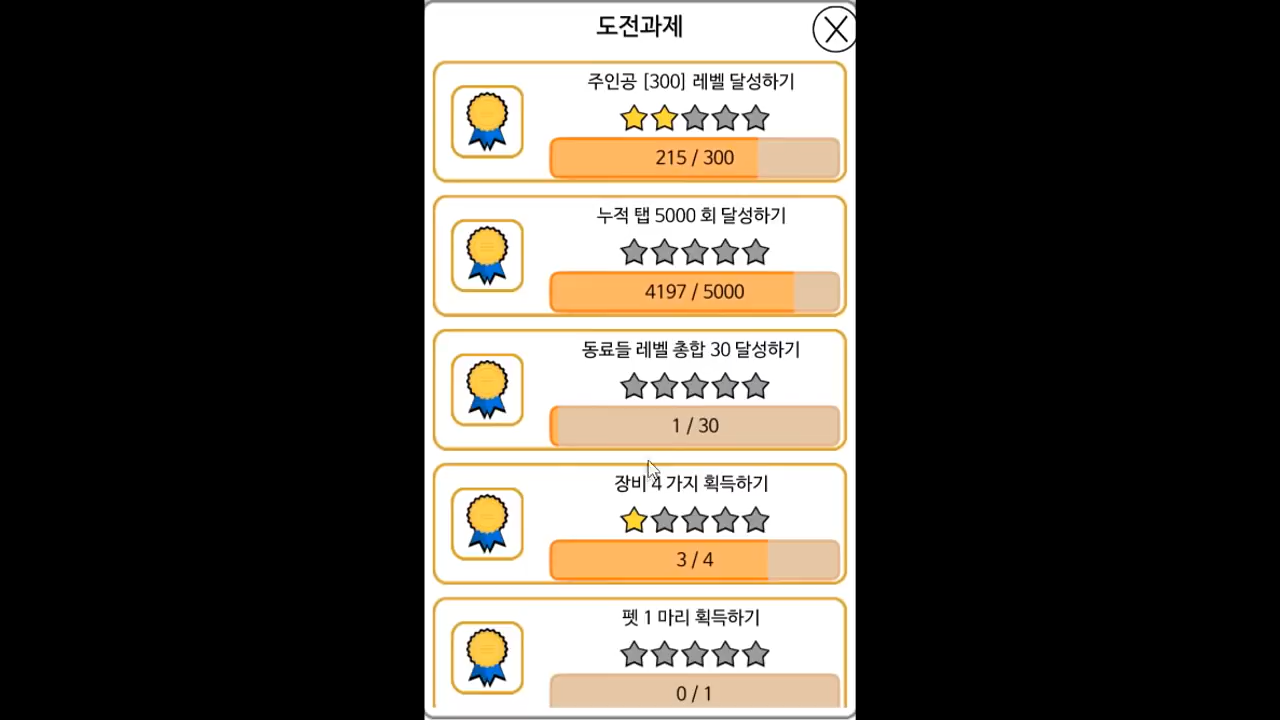 도전과제
주인공 [300] 레벨 달성하기
215 / 300
누적 탭 5000 회 달성하기
4197 / 5000
동료들 레벨 총합 30 달성하기
1 / 30
장비 4 가지 획득하기
3 / 4
펫 1 마리 획득하기
0 / 1